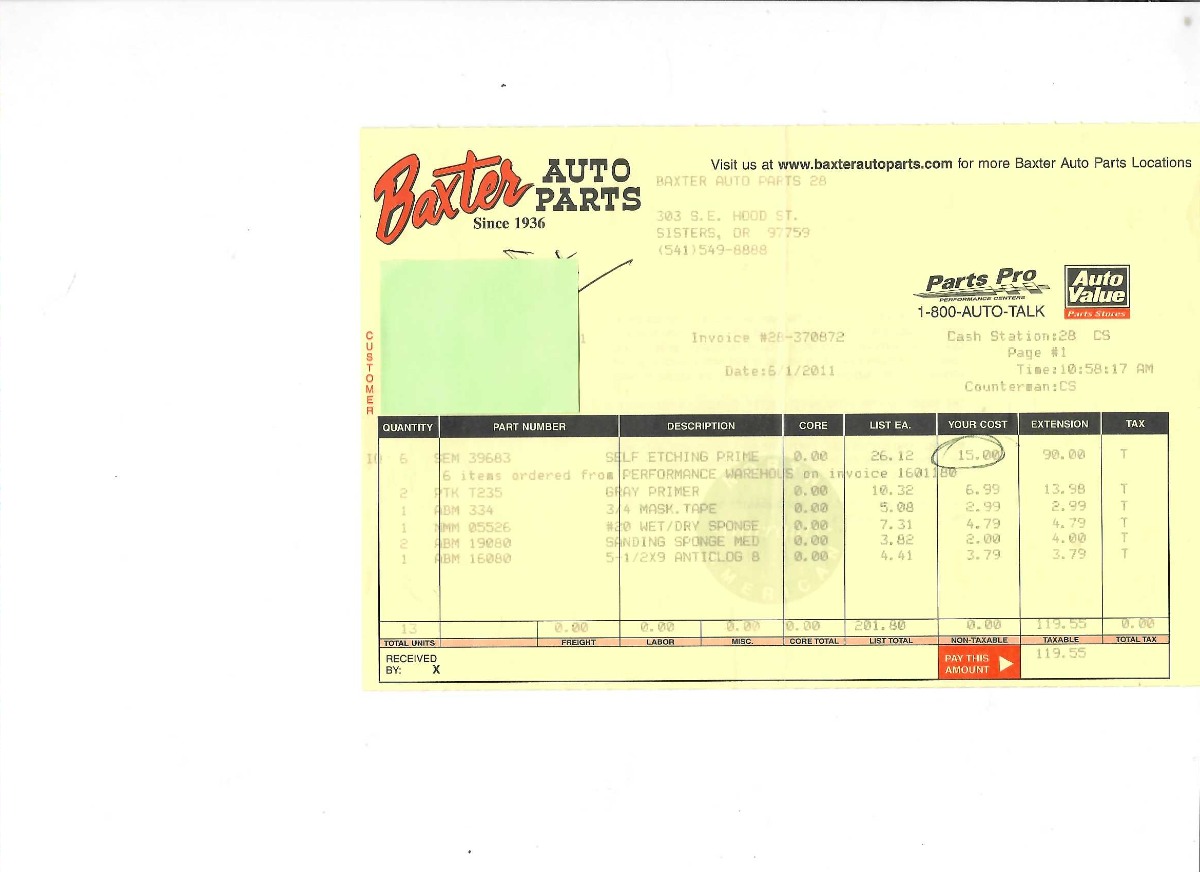 Baxter AUTO PARTS
Since 1936
Visit us at www.baxterautoparts.com for more Baxter Auto Parts Locations
BAXTER AUTO PARTS 28
303 S.E. HOOD ST.
SISTERS, OR 97759
(541)549-8888
Parts Pro
PERFORMANCE CENTERS
1-800-AUTO-TALK
Auto Value
Parts Stores
CUSTOMER
1 Invoice #28-370872 Cash Station:28 CS
Page #1
Date:6/1/2011 Time:10:58:17 AM
Counterman:CS
QUANTITY PART NUMBER DESCRIPTION CORE LIST EA. YOUR COST EXTENSION TAX
6 SEM 39683 SELF ETCHING PRIME 0.00 26.12 15.00 90.00 T
6 items ordered from PERFORMANCE WAREHOUS on invoice 1601180
2 PTK T235 GRAY PRIMER 0.00 10.32 6.99 13.98 T
1 ABM 334 3/4 MASK.TAPE 0.00 5.08 2.99 2.99 T
1 MMM 05526 #20 WET/DRY SPONGE 0.00 7.31 4.79 4.79 T
2 ABM 19080 SANDING SPONGE MED 0.00 3.82 2.00 4.00 T
1 ABM 16080 5-1/2X9 ANTICLOG 8 0.00 4.41 3.79 3.79 T
13 0.00 0.00 0.00 0.00 201.80 0.00 119.55 0.00
TOTAL UNITS FREIGHT LABOR MISC. CORE TOTAL LIST TOTAL NON-TAXABLE TAXABLE TOTAL TAX
RECEIVED BY: X PAY THIS AMOUNT 119.55